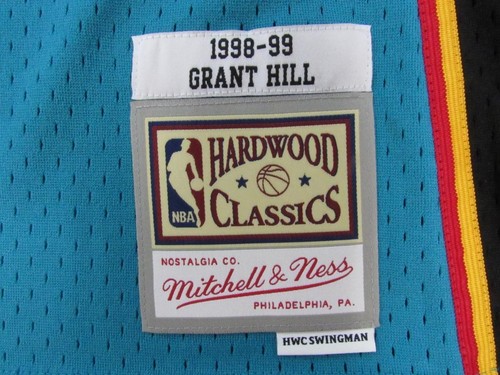 1998-99
GRANT HILL
NBA
HARDWOOD
CLASSICS
NOSTALGIA CO.
Mitchell & Ness
PHILADELPHIA, PA.
HWC SWINGMAN